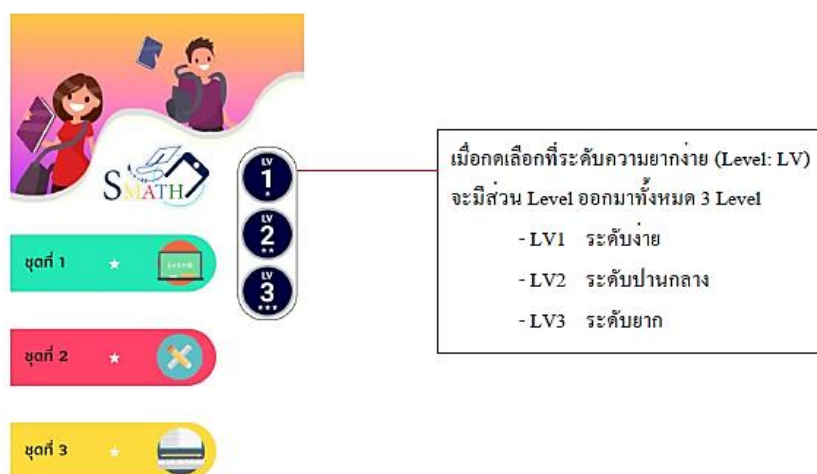 SMATH
LV
1
LV
2
LV
3
ชุดที่ 1
ชุดที่ 2
ชุดที่ 3
เมื่อกดเลือกที่ระดับความยากง่าย (Level: LV)
จะมีส่วน Level ออกมาทั้งหมด 3 Level
- LV1 ระดับง่าย
- LV2 ระดับปานกลาง
- LV3 ระดับยาก